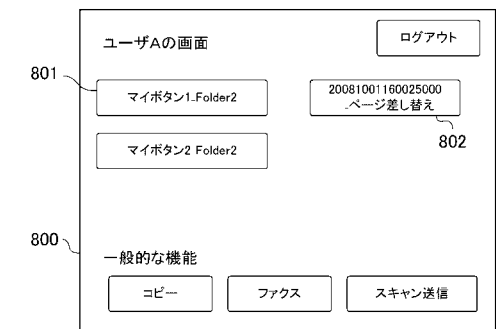 ユーザAの画面
ログアウト
801
マイボタン1_Folder2
20081001160025000
_ページ差し替え
802
マイボタン2 Folder2
800
一般的な機能
コピー
ファクス
スキャン送信